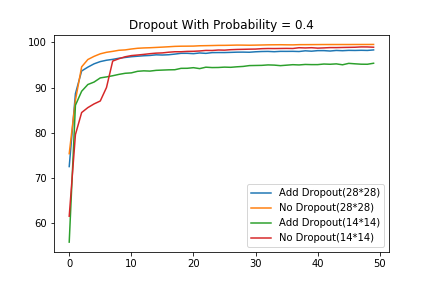 Dropout With Probability = 0.4
100
90
80
70
60
0 10 20 30 40 50
Add Dropout(28*28)
No Dropout(28*28)
Add Dropout(14*14)
No Dropout(14*14)